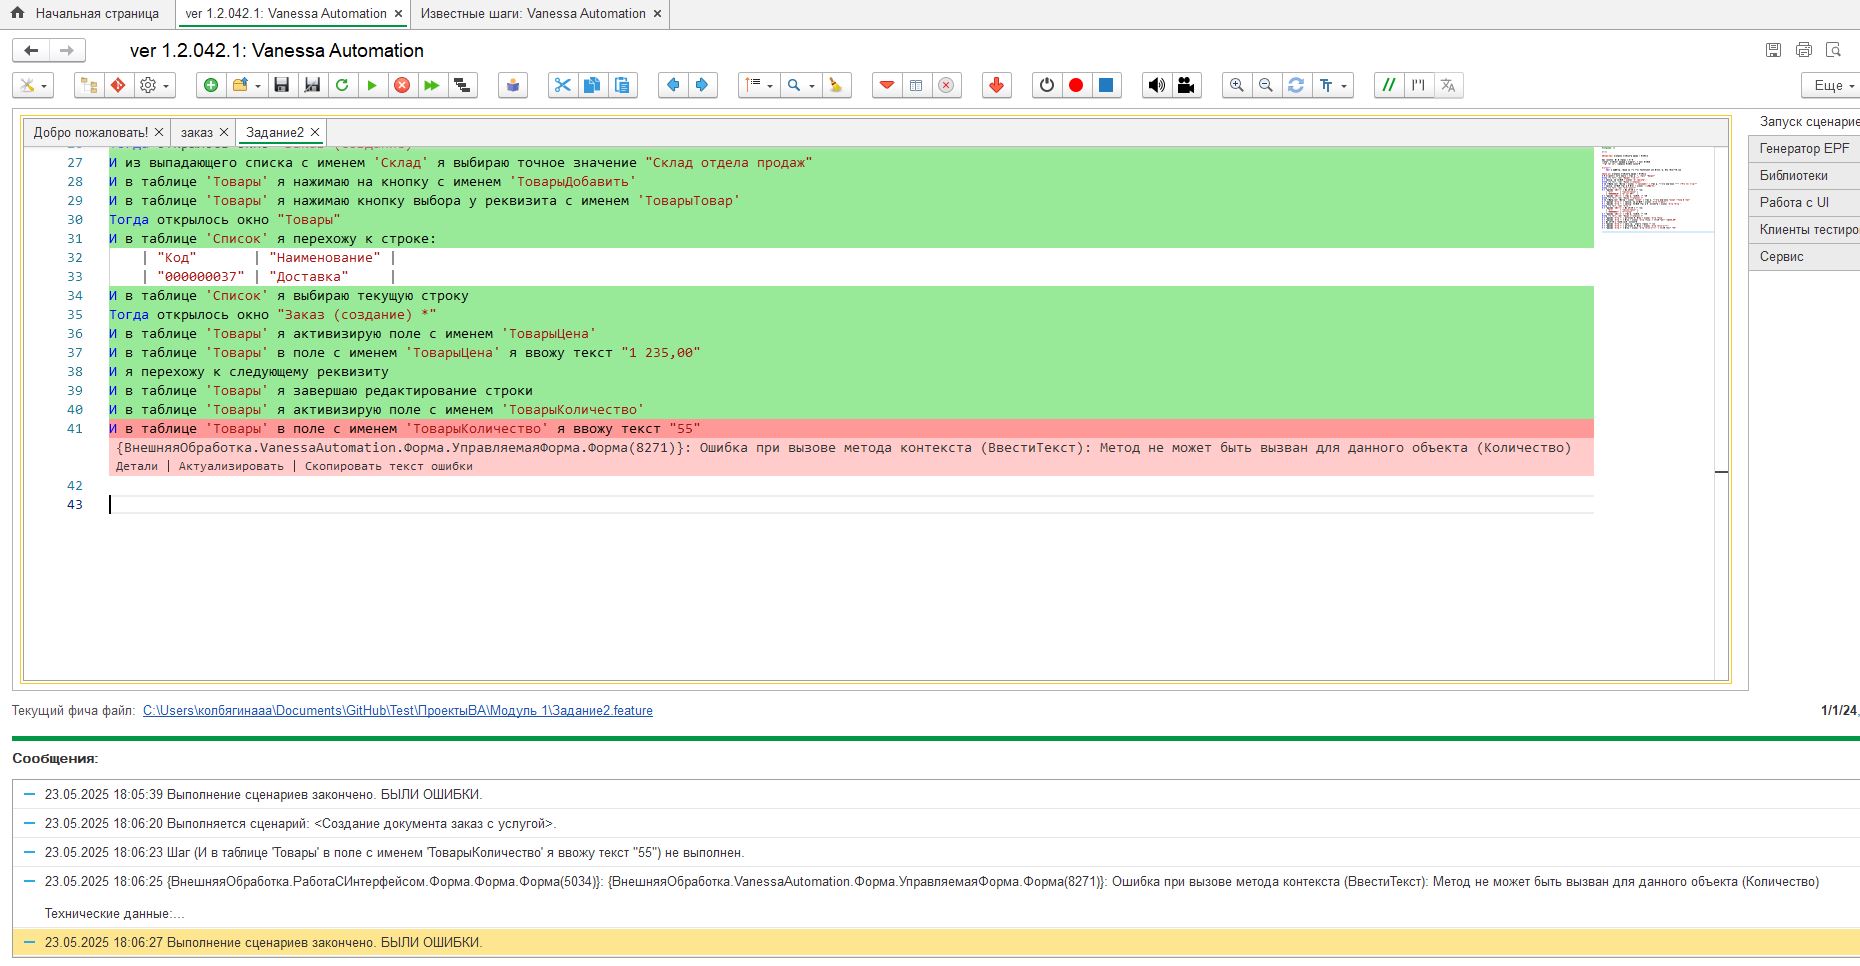 Начальная страница
ver 1.2.042.1: Vanessa Automation ×
Известные шаги: Vanessa Automation ×
ver 1.2.042.1: Vanessa Automation
Еще
Добро пожаловать! ×
заказ ×
Задание2 ×
27 И из выпадающего списка с именем 'Склад' я выбираю точное значение "Склад отдела продаж"
28 И в таблице 'Товары' я нажимаю на кнопку с именем 'ТоварыДобавить'
29 И в таблице 'Товары' я нажимаю кнопку выбора у реквизита с именем 'ТоварыТовар'
30 Тогда открылось окно "Товары"
31 И в таблице 'Список' я перехожу к строке:
32 | "Код" | "Наименование" |
33 | "000000037" | "Доставка" |
34 И в таблице 'Список' я выбираю текущую строку
35 Тогда открылось окно "Заказ (создание) *"
36 И в таблице 'Товары' я активизирую поле с именем 'ТоварыЦена'
37 И в таблице 'Товары' в поле с именем 'ТоварыЦена' я ввожу текст "1 235,00"
38 И я перехожу к следующему реквизиту
39 И в таблице 'Товары' я завершаю редактирование строки
40 И в таблице 'Товары' я активизирую поле с именем 'ТоварыКоличество'
41 И в таблице 'Товары' в поле с именем 'ТоварыКоличество' я ввожу текст "55"
{ВнешняяОбработка.VanessaAutomation.Форма.УправляемаяФорма.Форма(8271)}: Ошибка при вызове метода контекста (ВвестиТекст): Метод не может быть вызван для данного объекта (Количество)
Детали | Актуализировать | Скопировать текст ошибки
42
43
Запуск сценарие
Генератор EPF
Библиотеки
Работа с UI
Клиенты тестиро
Сервис
Текущий фича файл: C:\Users\колбягинааа\Documents\GitHub\Test\ПроектыВА\Модуль 1\Задание2.feature
1/1/24,
Сообщения:
23.05.2025 18:05:39 Выполнение сценариев закончено. БЫЛИ ОШИБКИ.
23.05.2025 18:06:20 Выполняется сценарий: <Создание документа заказ с услугой>.
23.05.2025 18:06:23 Шаг (И в таблице 'Товары' в поле с именем 'ТоварыКоличество' я ввожу текст "55") не выполнен.
23.05.2025 18:06:25 {ВнешняяОбработка.РаботаСИнтерфейсом.Форма.Форма.Форма(5034)}: {ВнешняяОбработка.VanessaAutomation.Форма.УправляемаяФорма.Форма(8271)}: Ошибка при вызове метода контекста (ВвестиТекст): Метод не может быть вызван для данного объекта (Количество)
Технические данные:...
23.05.2025 18:06:27 Выполнение сценариев закончено. БЫЛИ ОШИБКИ.